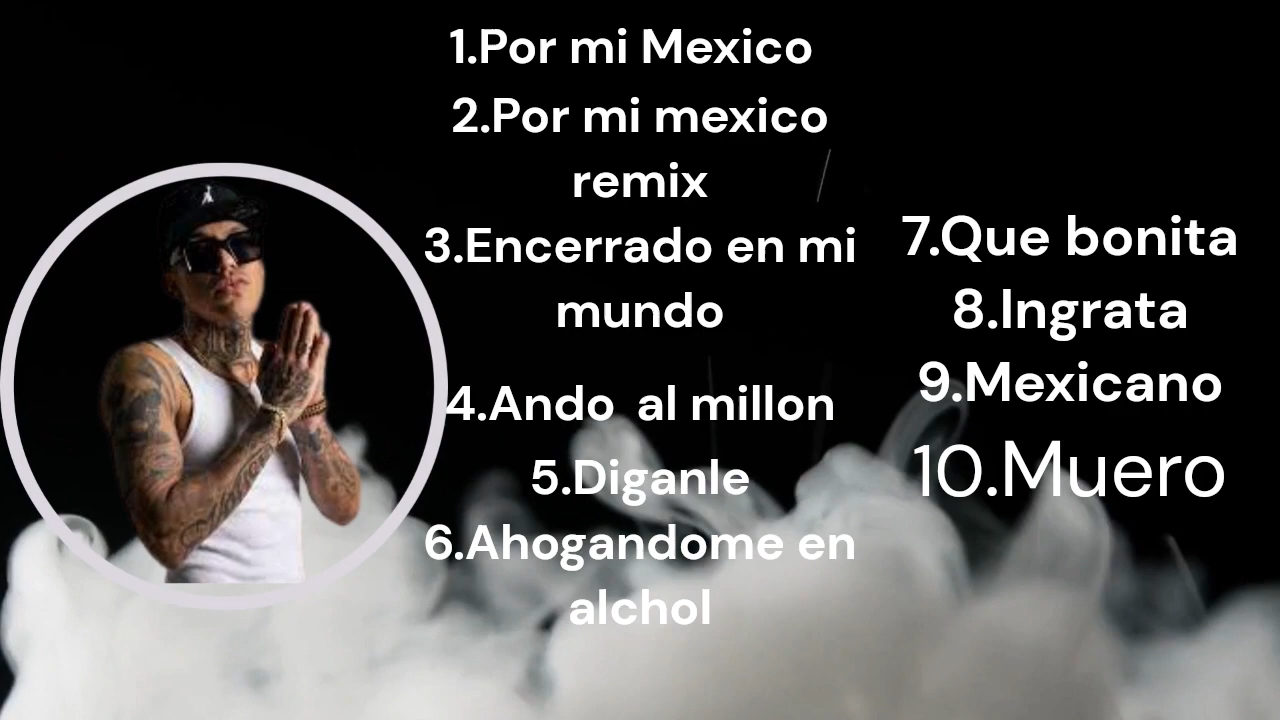 1.Por mi Mexico
2.Por mi mexico
remix
3.Encerrado en mi
mundo
4.Ando al millon
5.Diganle
6.Ahogandome en
alchol
7.Que bonita
8.Ingrata
9.Mexicano
10.Muero